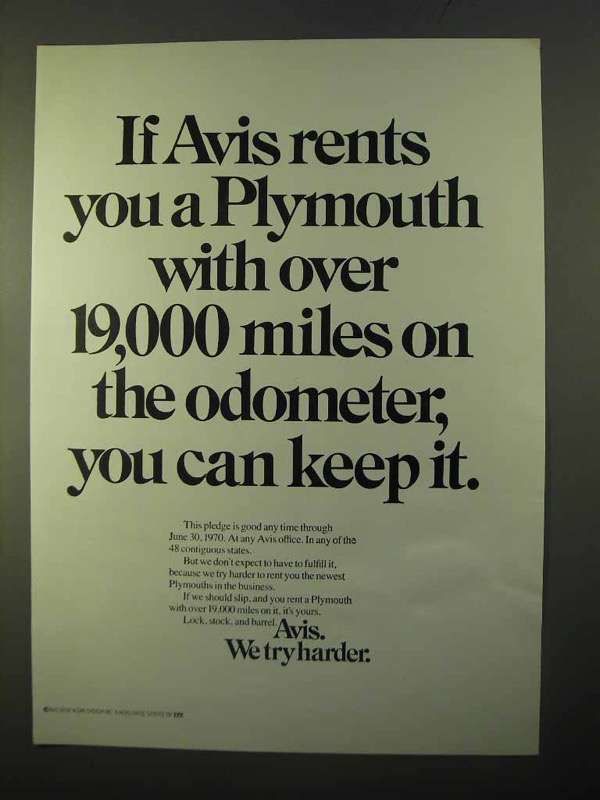 If Avis rents
you a Plymouth
with over
19,000 miles on
the odometer,
you can keep it.
This pledge is good any time through
June 30, 1970. At any Avis office. In any of the
48 contiguous states.
But we don't expect to have to fulfill it,
because we try harder to rent you the newest
Plymouths in the business.
If we should slip, and you rent a Plymouth
with over 19,000 miles on it, it's yours.
Lock, stock, and barrel.
Avis.
We try harder.